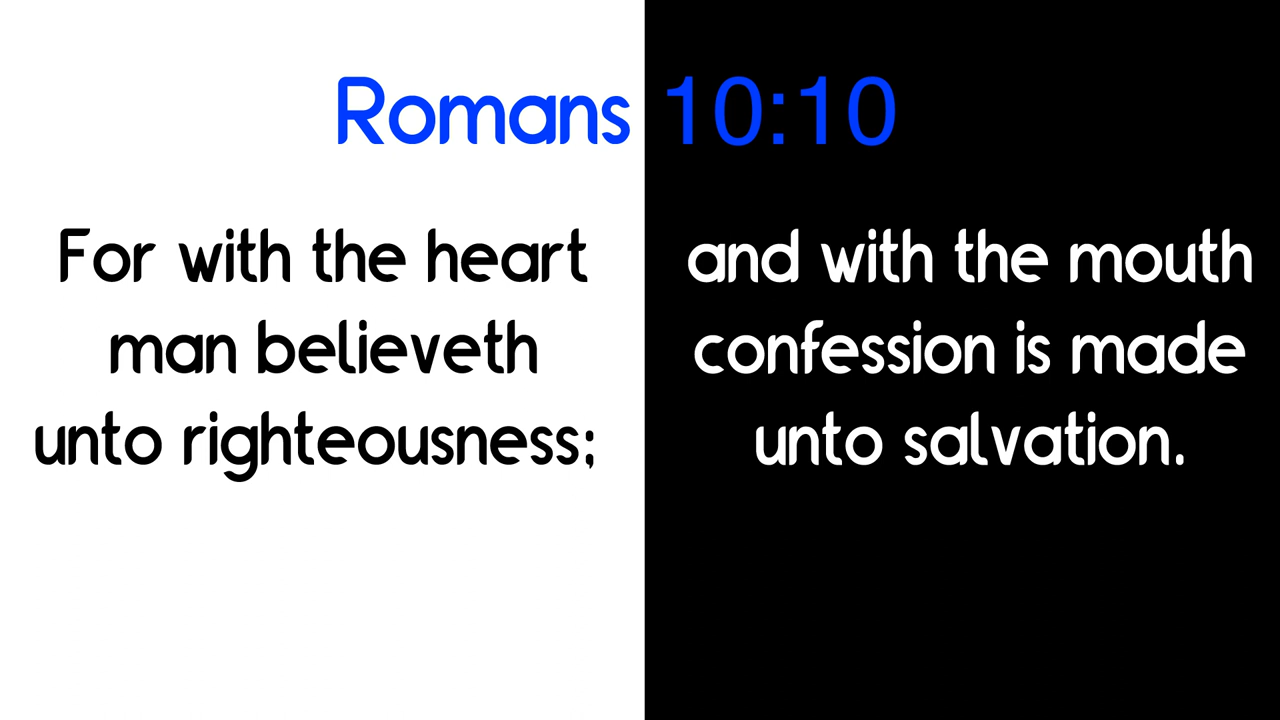 Romans 10:10
For with the heart
man believeth
unto righteousness;
and with the mouth
confession is made
unto salvation.